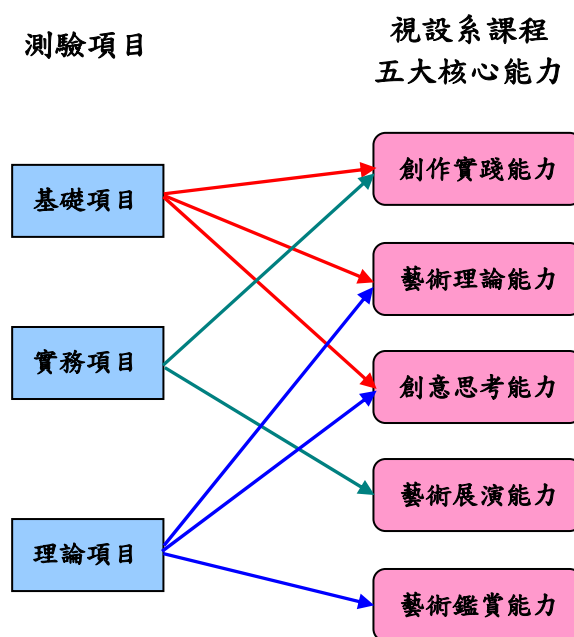 測驗項目
視設系課程
五大核心能力
基礎項目
實務項目
理論項目
創作實踐能力
藝術理論能力
創意思考能力
藝術展演能力
藝術鑑賞能力